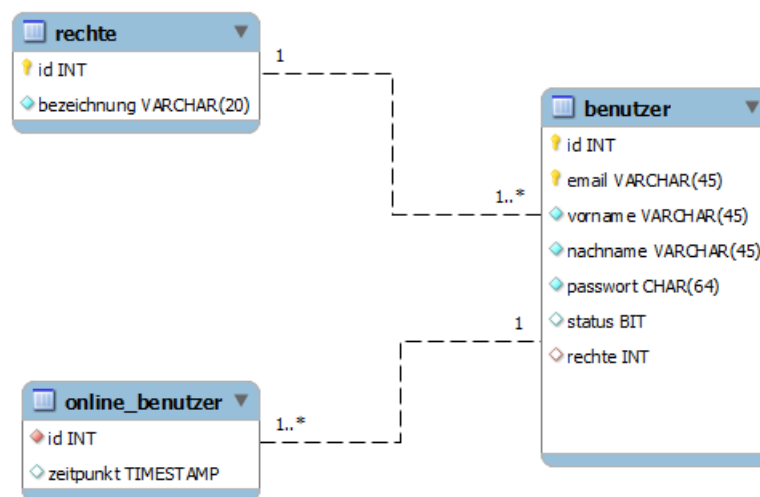 rechte
id INT
bezeichnung VARCHAR(20)
1
1..*
benutzer
id INT
email VARCHAR(45)
vorname VARCHAR(45)
nachname VARCHAR(45)
passwort CHAR(64)
status BIT
rechte INT
1
1..*
online_benutzer
id INT
zeitpunkt TIMESTAMP